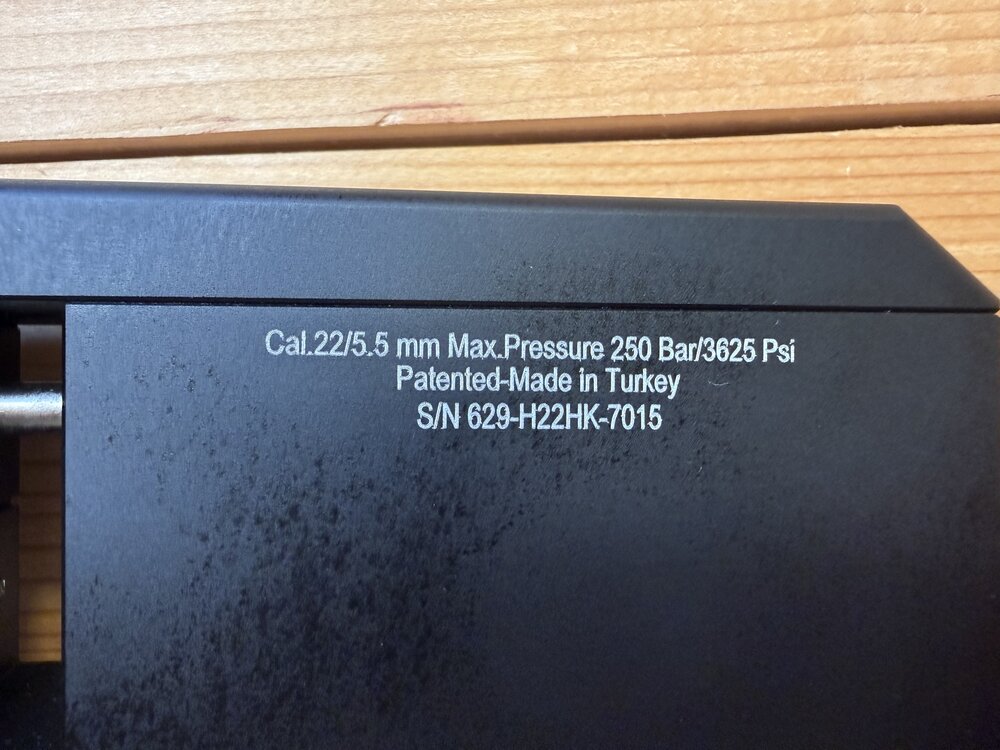 Cal.22/5.5 mm Max.Pressure 250 Bar/3625 Psi
Patented-Made in Turkey
S/N 629-H22HK-7015